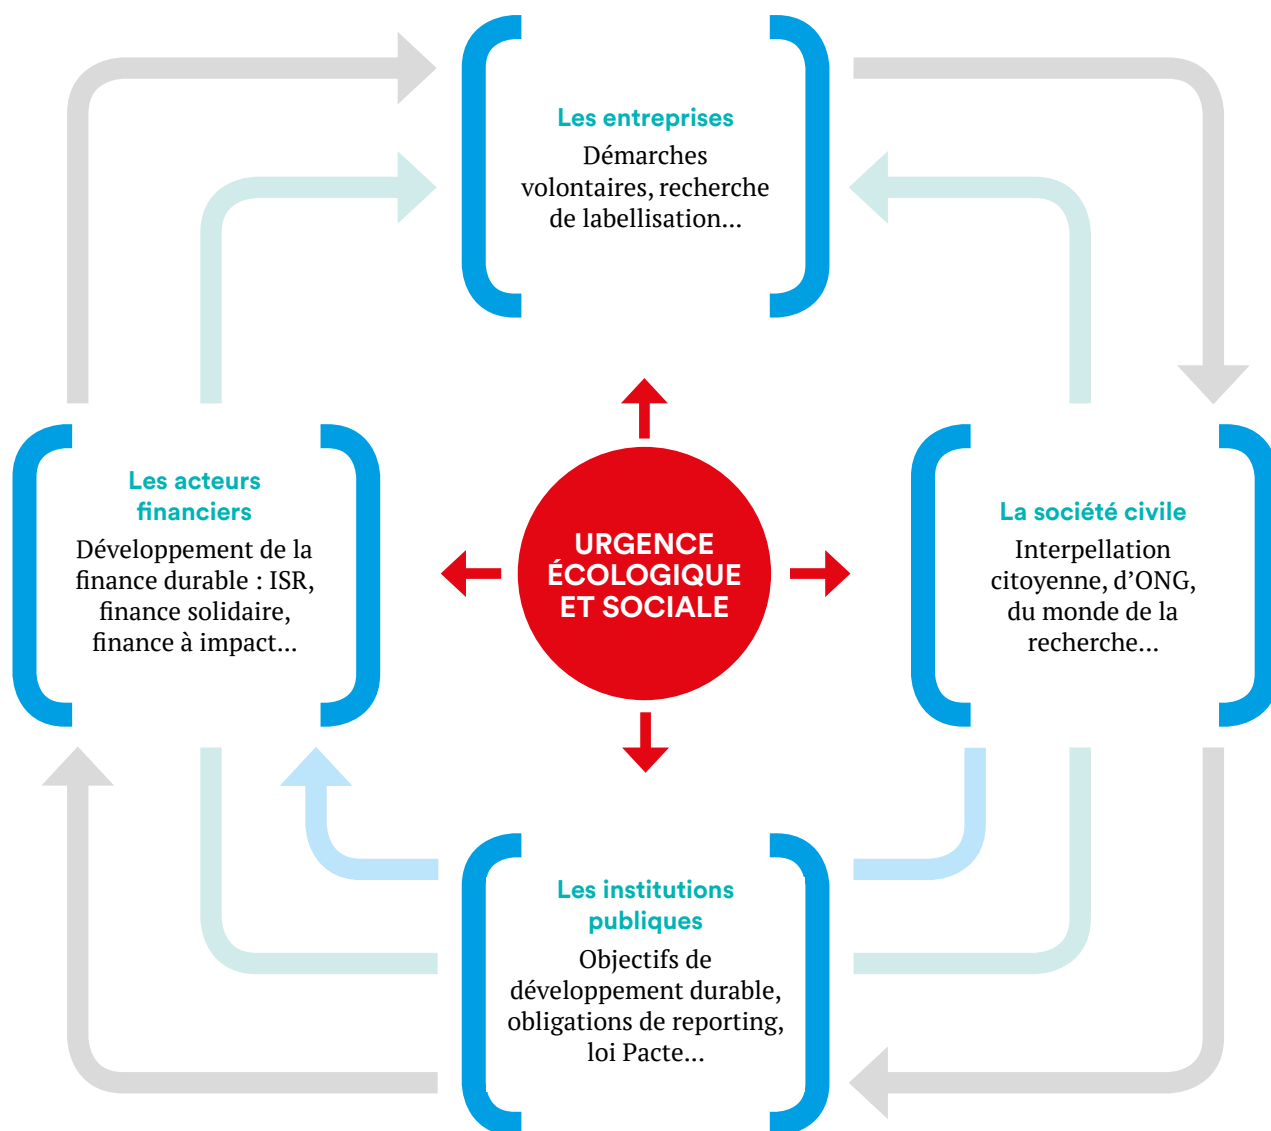 Les entreprises
Démarches
volontaires, recherche
de labellisation...
Les acteurs
financiers
Développement de la
finance durable : ISR,
finance solidaire,
finance à impact...
URGENCE
ÉCOLOGIQUE
ET SOCIALE
La société civile
Interpellation
citoyenne, d’ONG,
du monde de la
recherche...
Les institutions
publiques
Objectifs de
développement durable,
obligations de reporting,
loi Pacte...